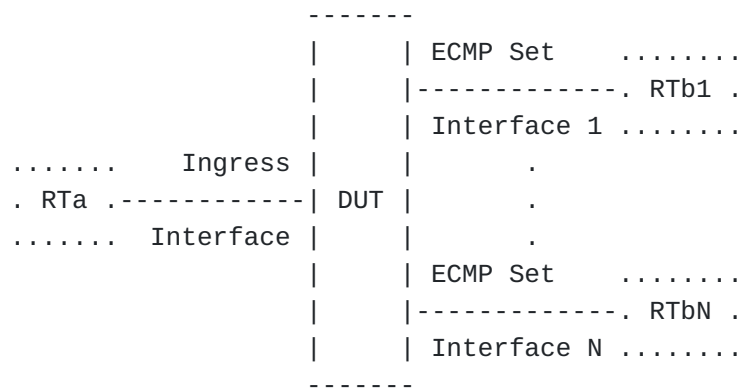 -------
|     | ECMP Set    ........
|     |-------------. RTb1 .
|     | Interface 1 ........
.......   Ingress |     |       .
. RTa .------------| DUT |       .
.......  Interface |     |       .
|     | ECMP Set    ........
|     |-------------. RTbN .
|     | Interface N ........
-------